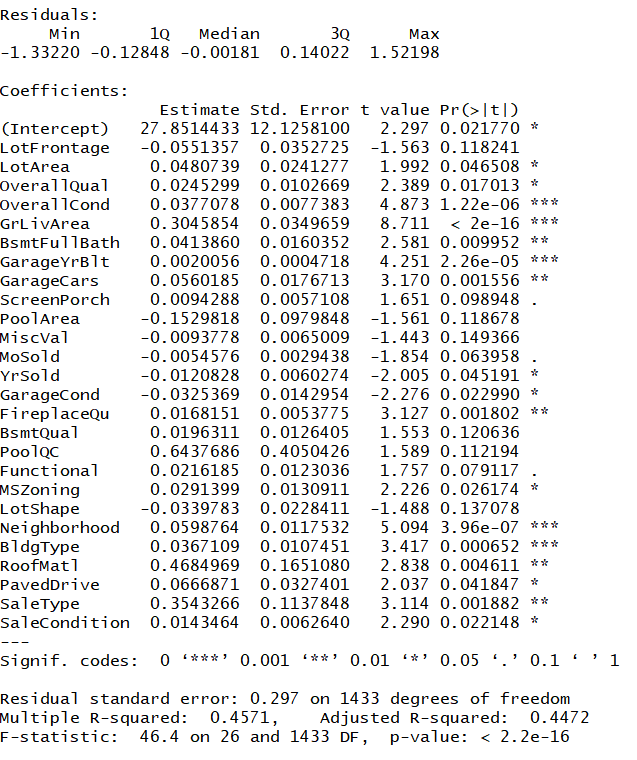 Residuals:
     Min       1Q   Median       3Q      Max
-1.33220 -0.12848 -0.00181  0.14022  1.52198
Coefficients:
                Estimate Std. Error t value Pr(>|t|)
(Intercept)   27.8514433 12.1258100   2.297 0.021770 *
LotFrontage   -0.0551357  0.0352725  -1.563 0.118241
LotArea        0.0480739  0.0241277   1.992 0.046508 *
OverallQual    0.0245299  0.0102669   2.389 0.017013 *
OverallCond    0.0377078  0.0077383   4.873 1.22e-06 ***
GrLivArea      0.3045854  0.0349659   8.711  < 2e-16 ***
BsmtFullBath   0.0413860  0.0160352   2.581 0.009952 **
GarageYrBlt    0.0020056  0.0004718   4.251 2.26e-05 ***
GarageCars     0.0560185  0.0176713   3.170 0.001556 **
ScreenPorch    0.0094288  0.0057108   1.651 0.098948 .
PoolArea      -0.1529818  0.0979848  -1.561 0.118678
MiscVal       -0.0093778  0.0065009  -1.443 0.149366
MoSold        -0.0054576  0.0029438  -1.854 0.063958 .
YrSold        -0.0120828  0.0060274  -2.005 0.045191 *
GarageCond    -0.0325369  0.0142954  -2.276 0.022990 *
FireplaceQu    0.0168151  0.0053775   3.127 0.001802 **
BsmtQual       0.0196311  0.0126405   1.553 0.120636
PoolQC         0.6437686  0.4050426   1.589 0.112194
Functional     0.0216185  0.0123036   1.757 0.079117 .
MSZoning       0.0291399  0.0130911   2.226 0.026174 *
LotShape      -0.0339783  0.0228411  -1.488 0.137078
Neighborhood   0.0598764  0.0117532   5.094 3.96e-07 ***
BldgType       0.0367109  0.0107451   3.417 0.000652 ***
RoofMatl       0.4684969  0.1651080   2.838 0.004611 **
PavedDrive     0.0666871  0.0327401   2.037 0.041847 *
SaleType       0.3543266  0.1137848   3.114 0.001882 **
SaleCondition  0.0143464  0.0062640   2.290 0.022148 *
---
Signif. codes:  0 ‘***’ 0.001 ‘**’ 0.01 ‘*’ 0.05 ‘.’ 0.1 ‘ ’ 1
Residual standard error: 0.297 on 1433 degrees of freedom
Multiple R-squared:  0.4571,    Adjusted R-squared:  0.4472
F-statistic:  46.4 on 26 and 1433 DF,  p-value: < 2.2e-16